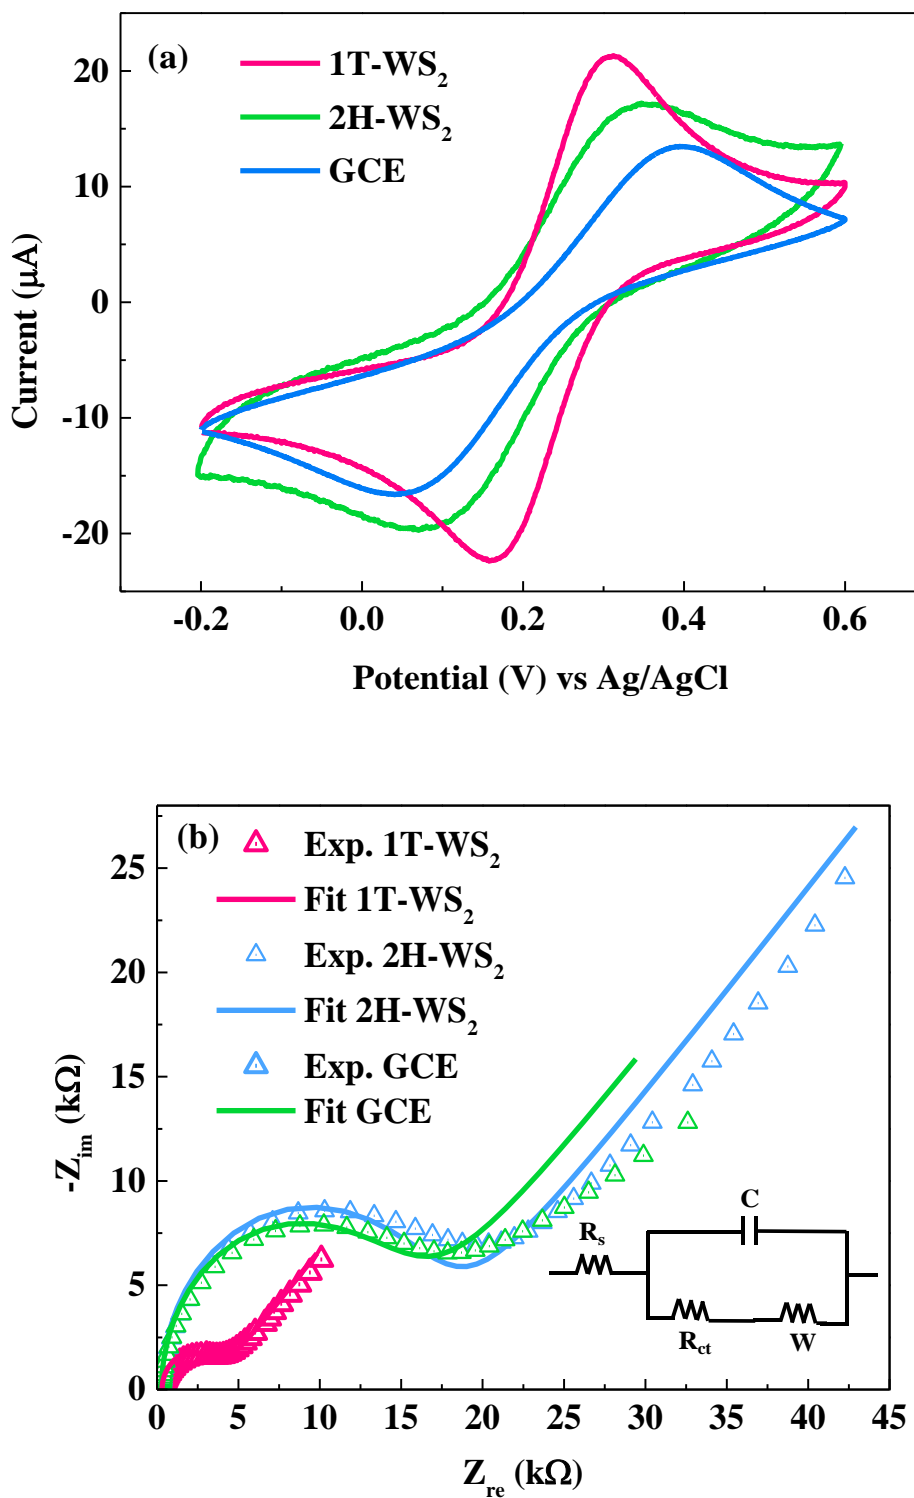 (a)
1T-WS2
2H-WS2
GCE
20
10
0
-10
-20
Current (μA)
-0.2 0.0 0.2 0.4 0.6
Potential (V) vs Ag/AgCl
(b)
Exp. 1T-WS2
Fit 1T-WS2
Exp. 2H-WS2
Fit 2H-WS2
Exp. GCE
Fit GCE
25
20
15
10
5
0
-Zim (kΩ)
C
Rs
Rct
W
0 5 10 15 20 25 30 35 40 45
Zre (kΩ)